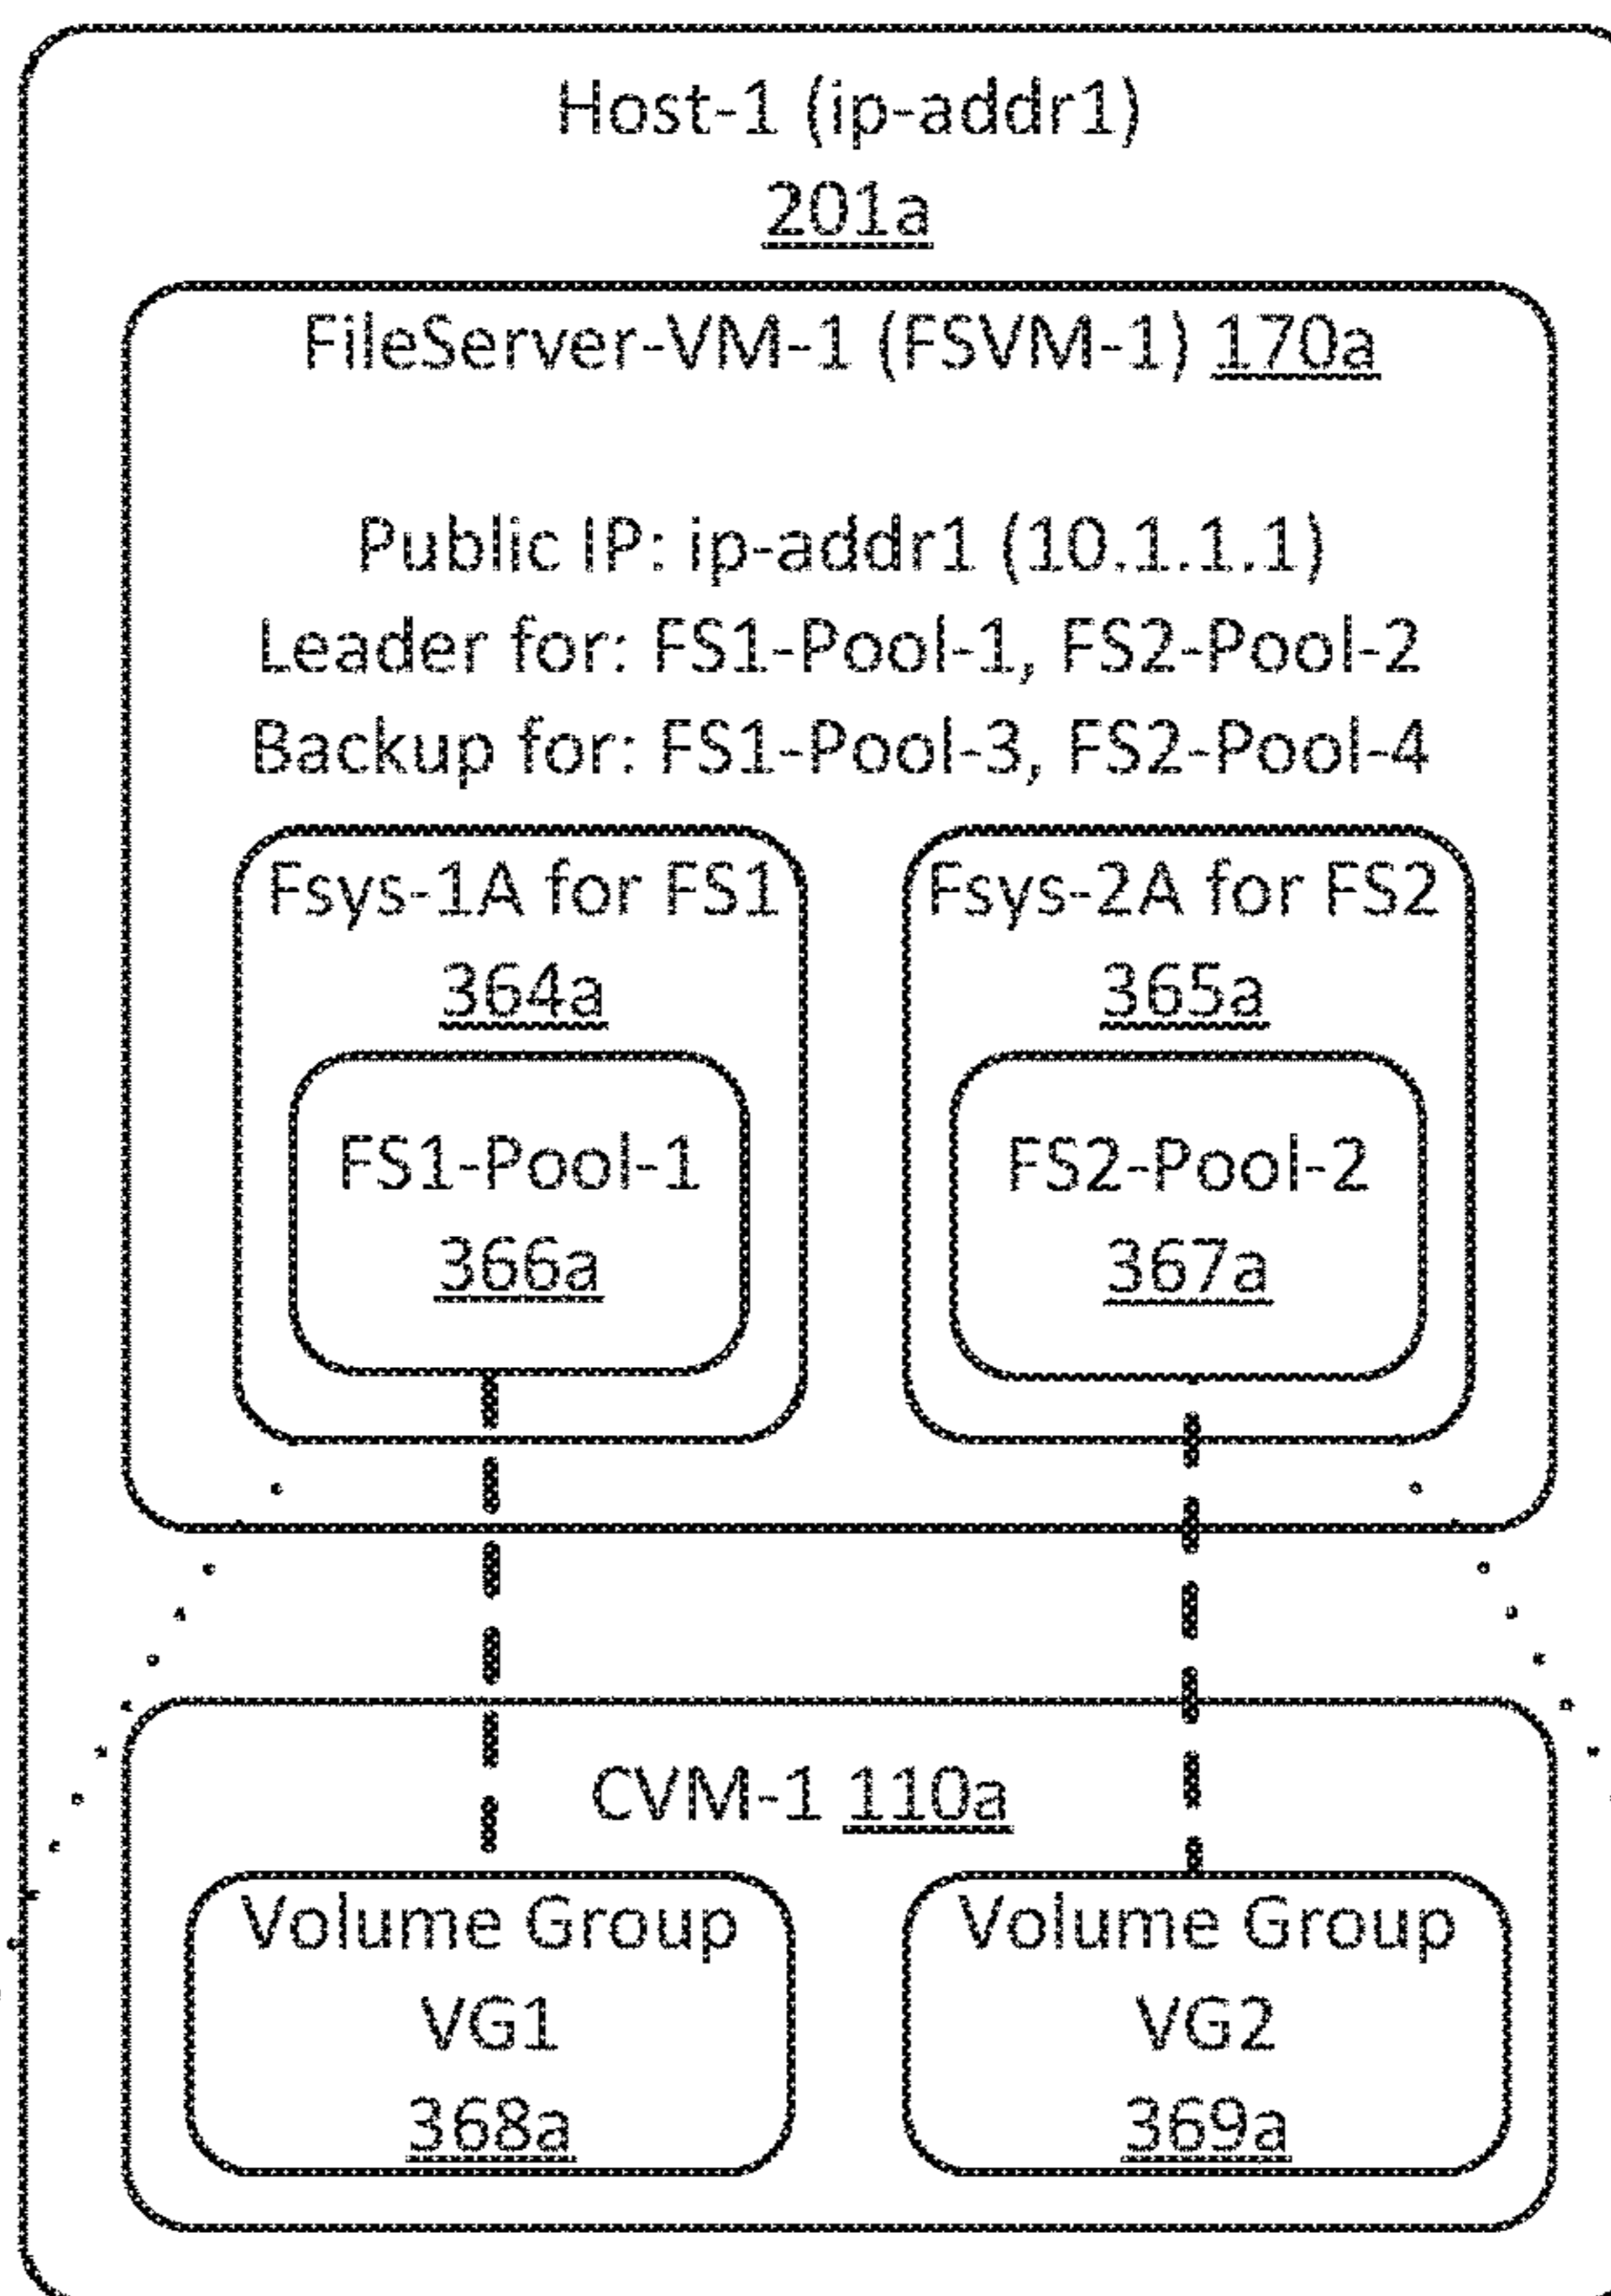 Host-1 (ip-addr1)
201a
FileServer-VM-1 (FSVM-1) 170a
Public IP: ip-addr1 (10.1.1.1)
Leader for: FS1-Pool-1, FS2-Pool-2
Backup for: FS1-Pool-3, FS2-Pool-4
Fsys-1A for FS1
364a
FS1-Pool-1
366a
Fsys-2A for FS2
365a
FS2-Pool-2
367a
CVM-1 110a
Volume Group
VG1
368a
Volume Group
VG2
369a